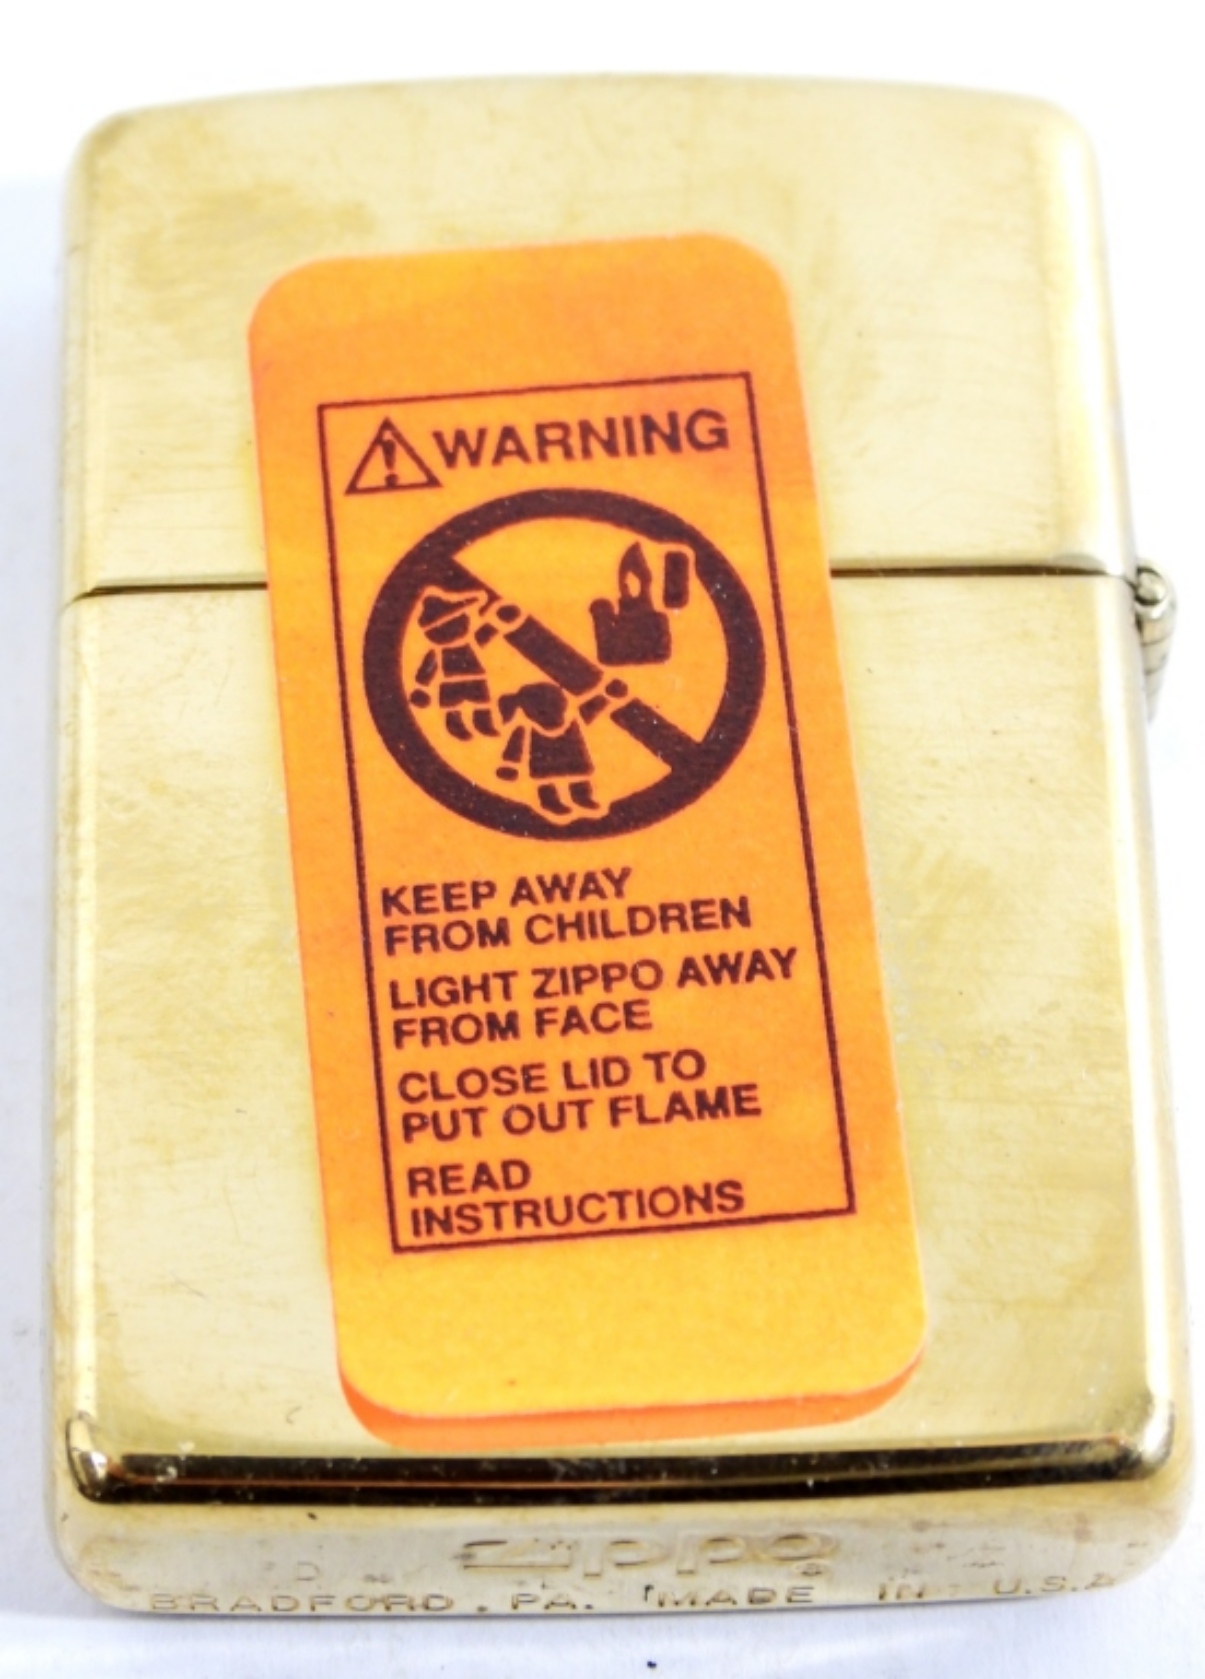 WARNING
KEEP AWAY
FROM CHILDREN
LIGHT ZIPPO AWAY
FROM FACE
CLOSE LID TO
PUT OUT FLAME
READ
INSTRUCTIONS
Zippo®
BRADFORD, PA. MADE IN U.S.A